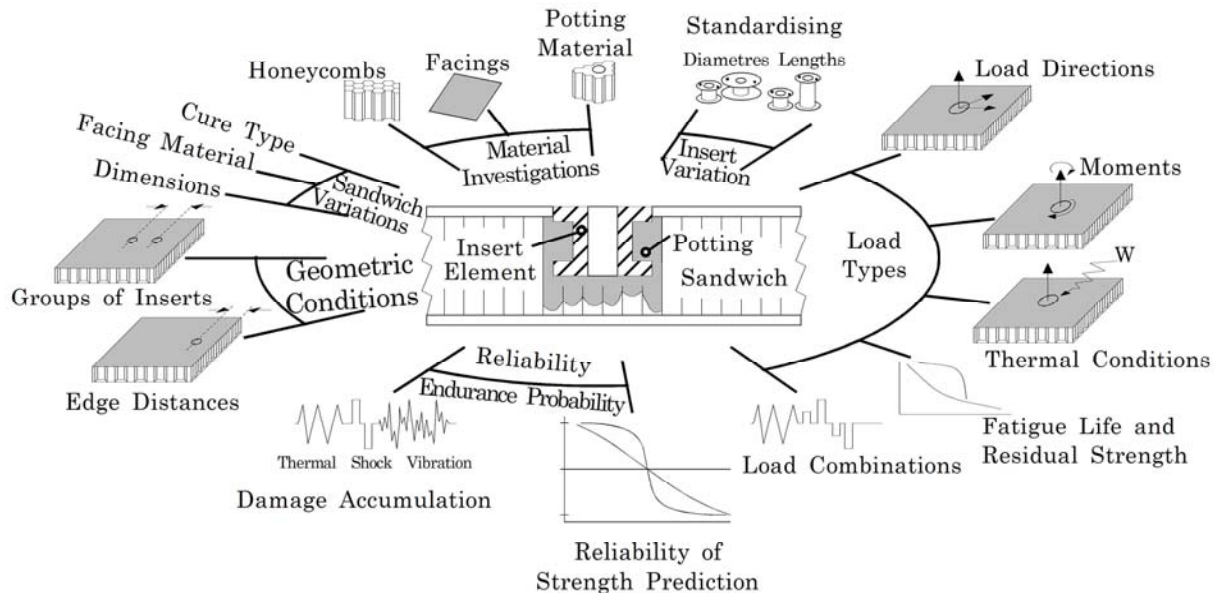 Potting
Material
Standardising
Diametres Lengths
Honeycombs
Facings
Load Directions
Cure Type
Facing Material
Dimensions
Sandwich
Variations
Material
Investigations
Insert
Variation
Moments
Insert
Element
Potting
Sandwich
Load
Types
W
Geometric
Conditions
Groups of Inserts
Thermal Conditions
Edge Distances
Reliability
Endurance Probability
Thermal Shock Vibration
Damage Accumulation
Load Combinations
Fatigue Life and
Residual Strength
Reliability of
Strength Prediction